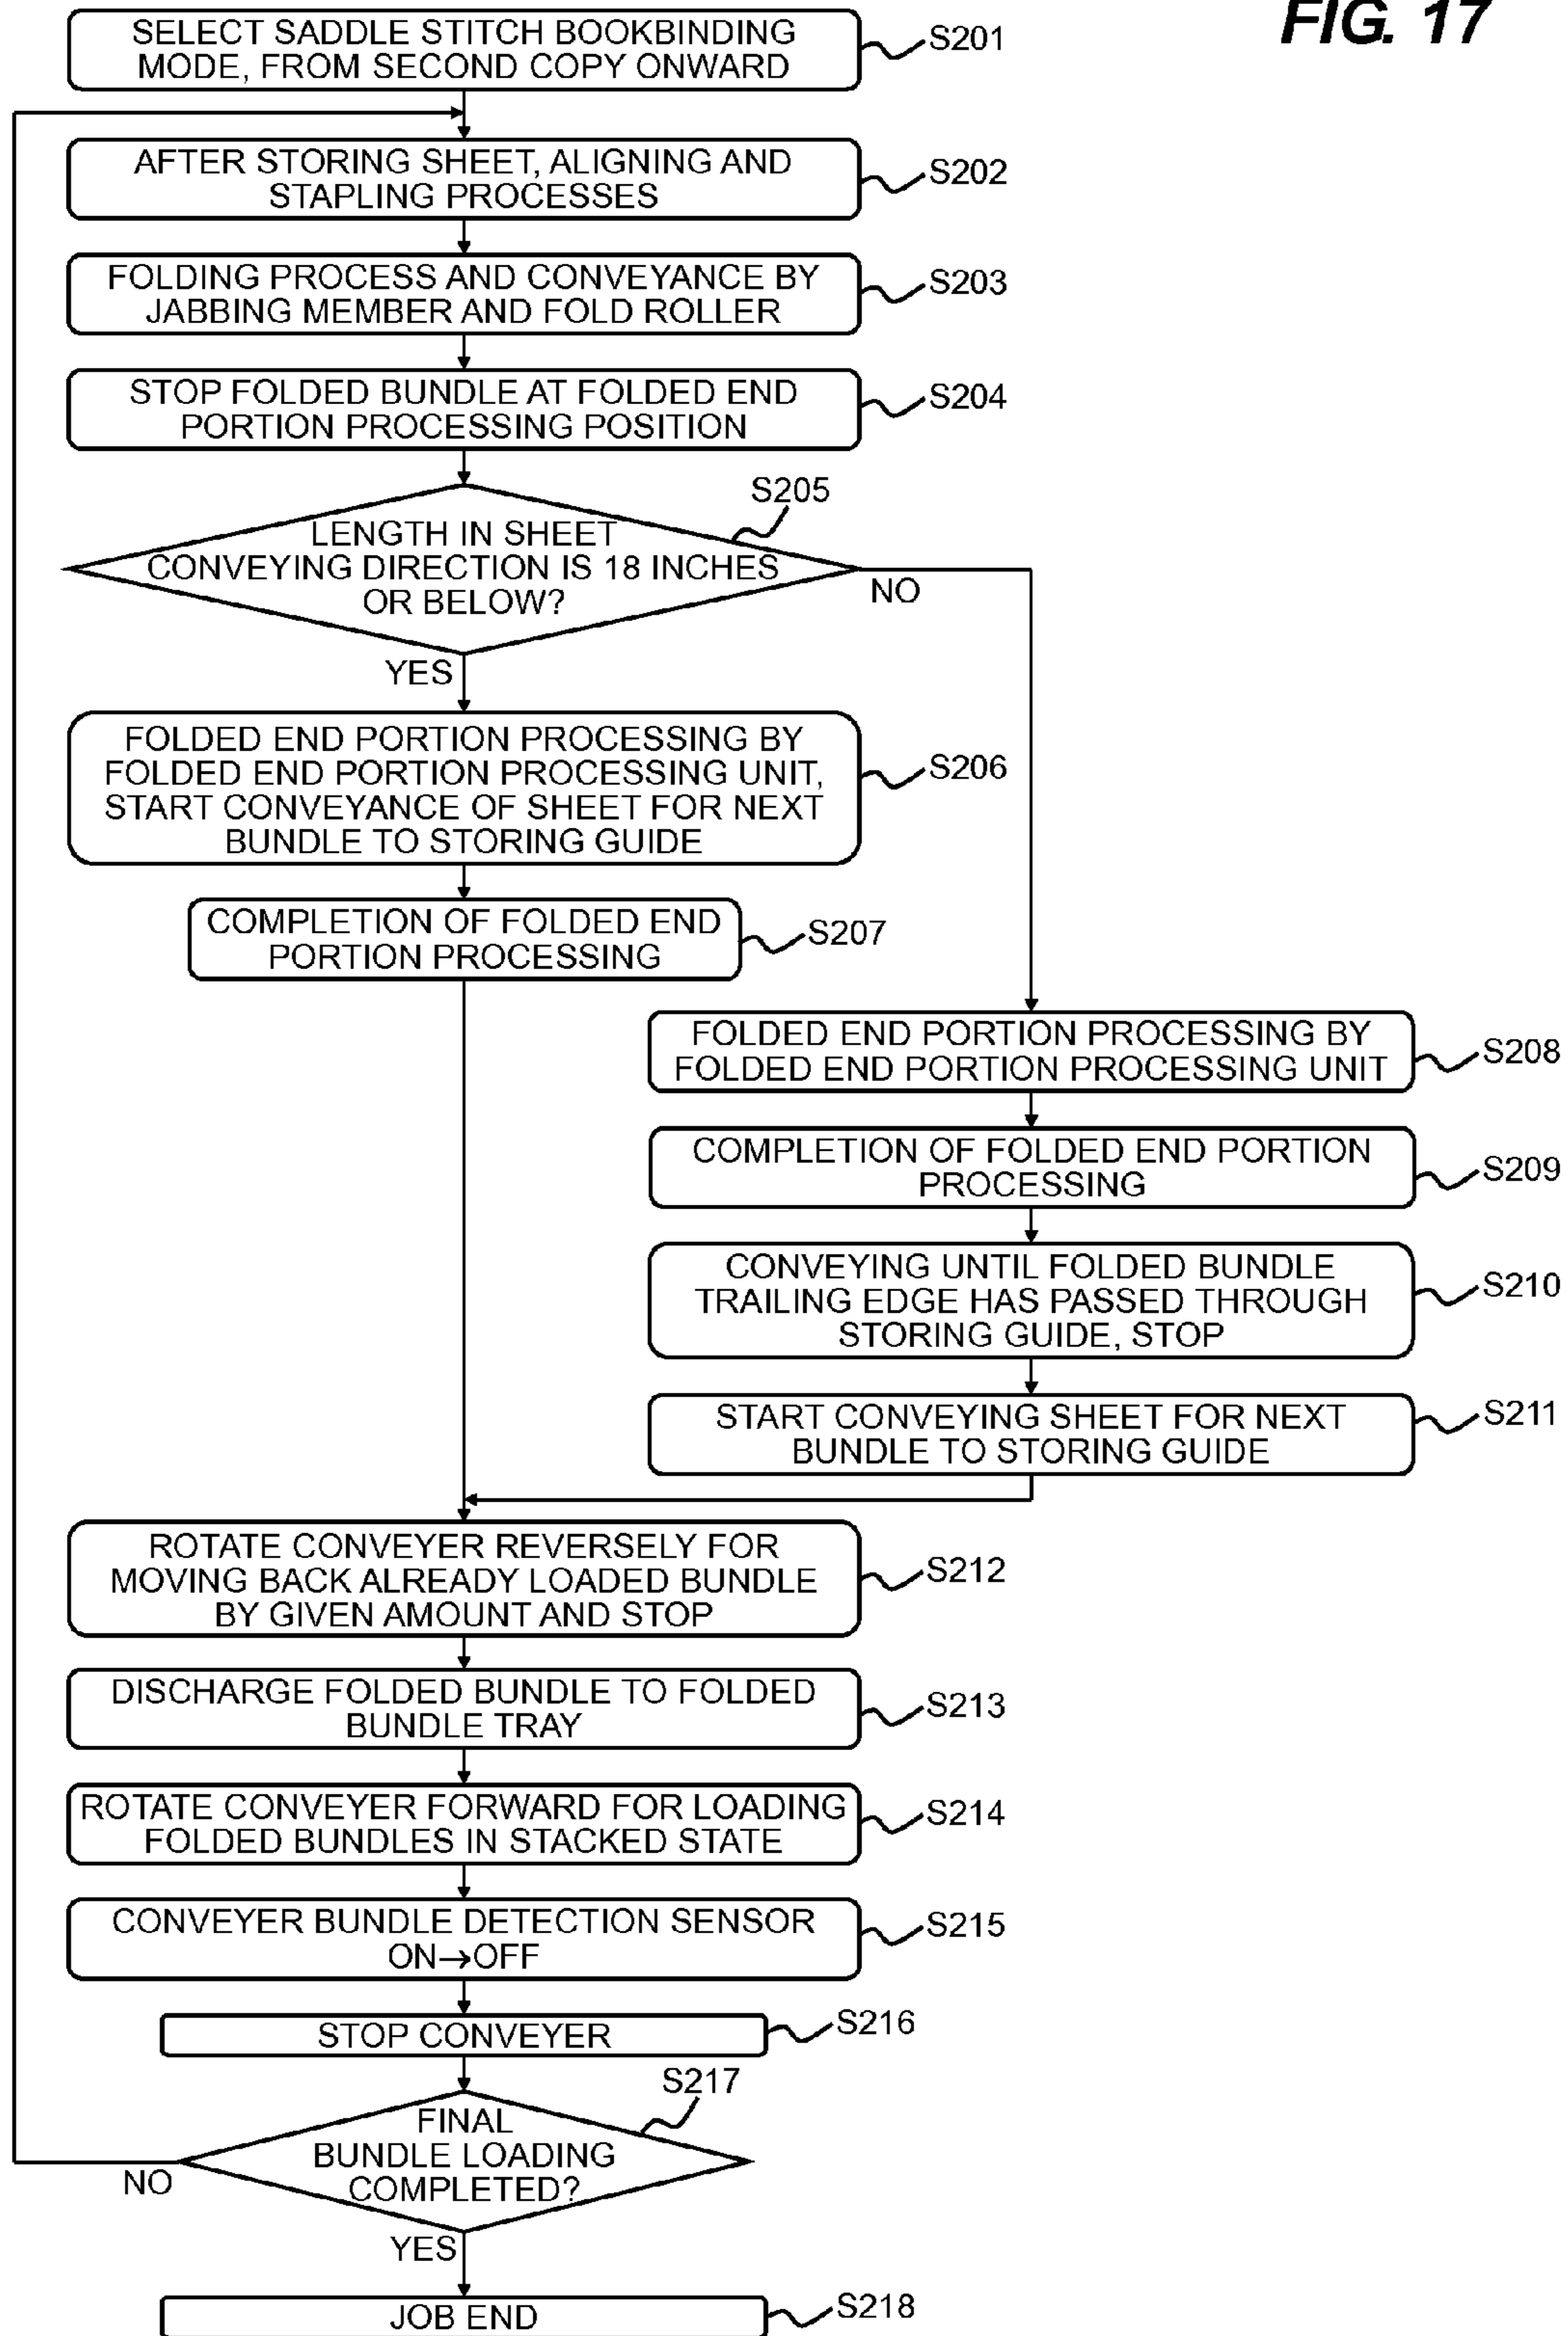 FIG. 17
SELECT SADDLE STITCH BOOKBINDING
MODE, FROM SECOND COPY ONWARD
S201
AFTER STORING SHEET, ALIGNING AND
STAPLING PROCESSES
S202
FOLDING PROCESS AND CONVEYANCE BY
JABBING MEMBER AND FOLD ROLLER
S203
STOP FOLDED BUNDLE AT FOLDED END
PORTION PROCESSING POSITION
S204
S205
LENGTH IN SHEET
CONVEYING DIRECTION IS 18 INCHES
OR BELOW?
NO
YES
FOLDED END PORTION PROCESSING BY
FOLDED END PORTION PROCESSING UNIT,
START CONVEYANCE OF SHEET FOR NEXT
BUNDLE TO STORING GUIDE
S206
COMPLETION OF FOLDED END
PORTION PROCESSING
S207
FOLDED END PORTION PROCESSING BY
FOLDED END PORTION PROCESSING UNIT
S208
COMPLETION OF FOLDED END PORTION
PROCESSING
S209
CONVEYING UNTIL FOLDED BUNDLE
TRAILING EDGE HAS PASSED THROUGH
STORING GUIDE, STOP
S210
START CONVEYING SHEET FOR NEXT
BUNDLE TO STORING GUIDE
S211
ROTATE CONVEYER REVERSELY FOR
MOVING BACK ALREADY LOADED BUNDLE
BY GIVEN AMOUNT AND STOP
S212
DISCHARGE FOLDED BUNDLE TO FOLDED
BUNDLE TRAY
S213
ROTATE CONVEYER FORWARD FOR LOADING
FOLDED BUNDLES IN STACKED STATE
S214
CONVEYER BUNDLE DETECTION SENSOR
ON→OFF
S215
STOP CONVEYER
S216
S217
FINAL
BUNDLE LOADING
COMPLETED?
NO
YES
JOB END
S218